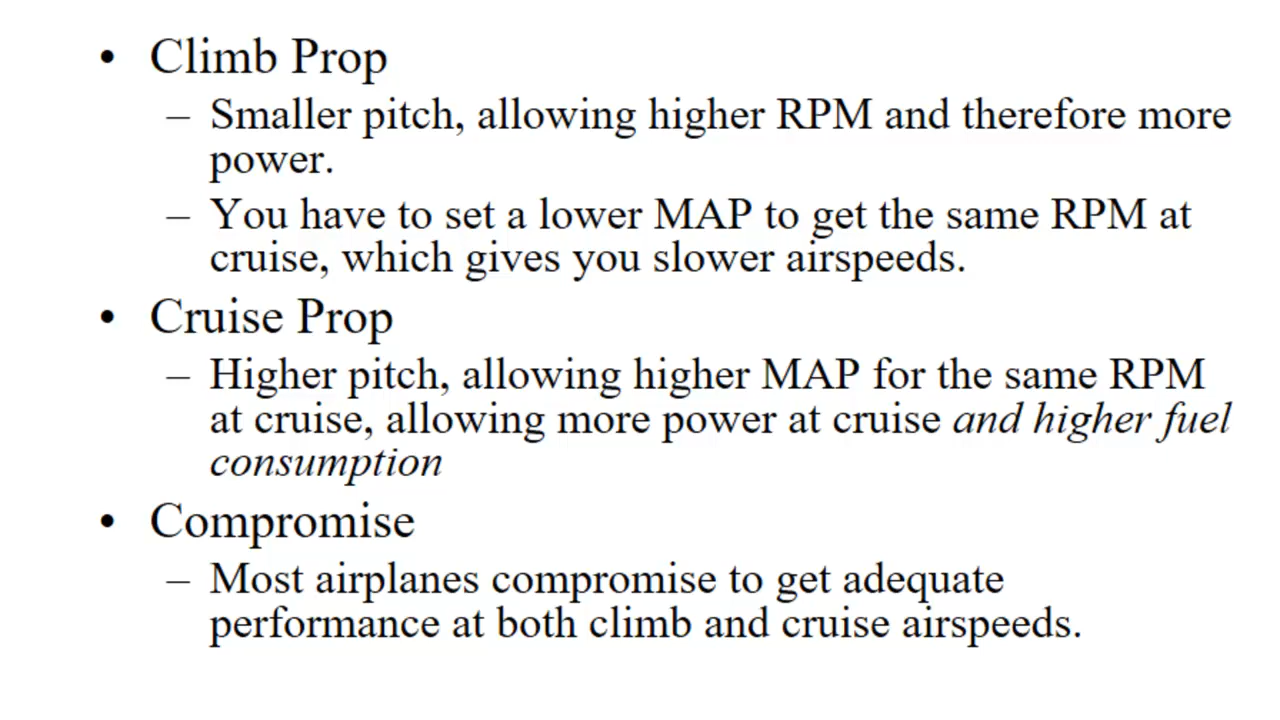 • Climb Prop
– Smaller pitch, allowing higher RPM and therefore more
power.
– You have to set a lower MAP to get the same RPM at
cruise, which gives you slower airspeeds.
• Cruise Prop
– Higher pitch, allowing higher MAP for the same RPM
at cruise, allowing more power at cruise and higher fuel
consumption
• Compromise
– Most airplanes compromise to get adequate
performance at both climb and cruise airspeeds.